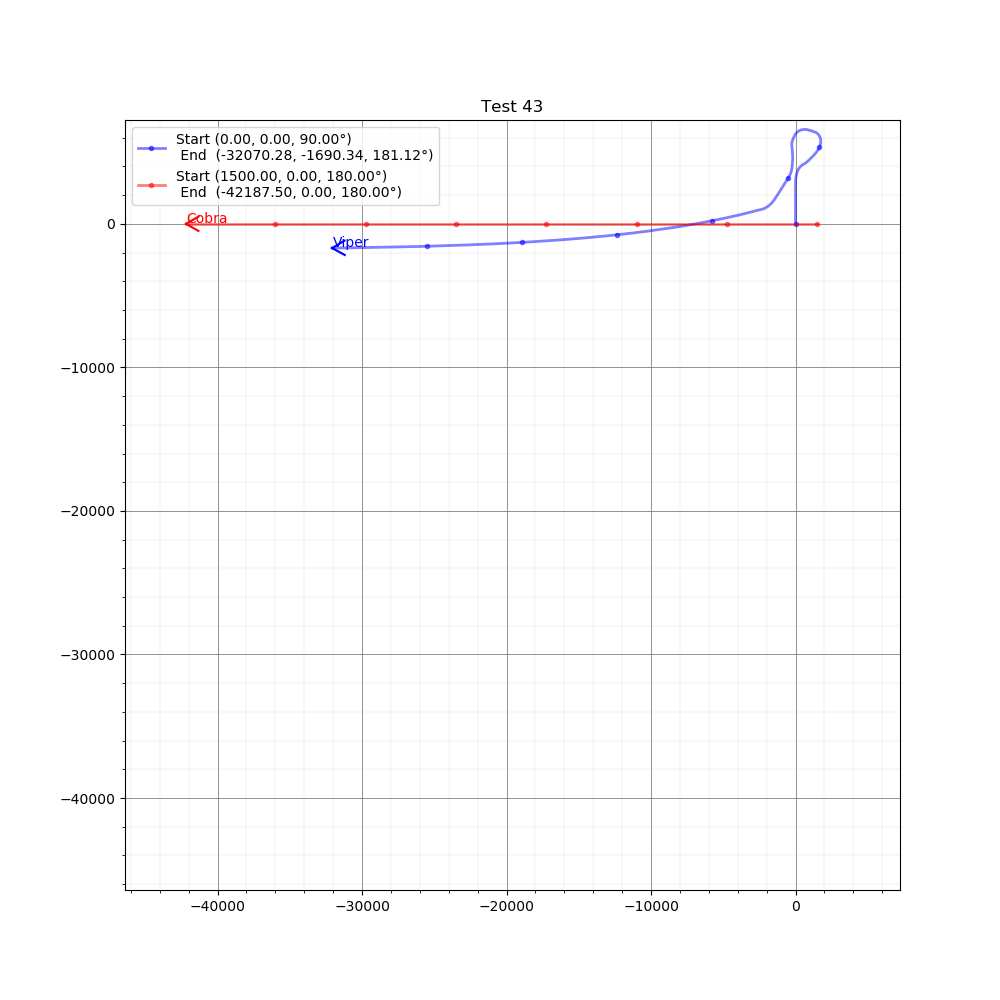 Test 43
Start (0.00, 0.00, 90.00°)
End (-32070.28, -1690.34, 181.12°)
Start (1500.00, 0.00, 180.00°)
End (-42187.50, 0.00, 180.00°)
Cobra
Viper
0
−10000
−20000
−30000
−40000
−40000 −30000 −20000 −10000 0